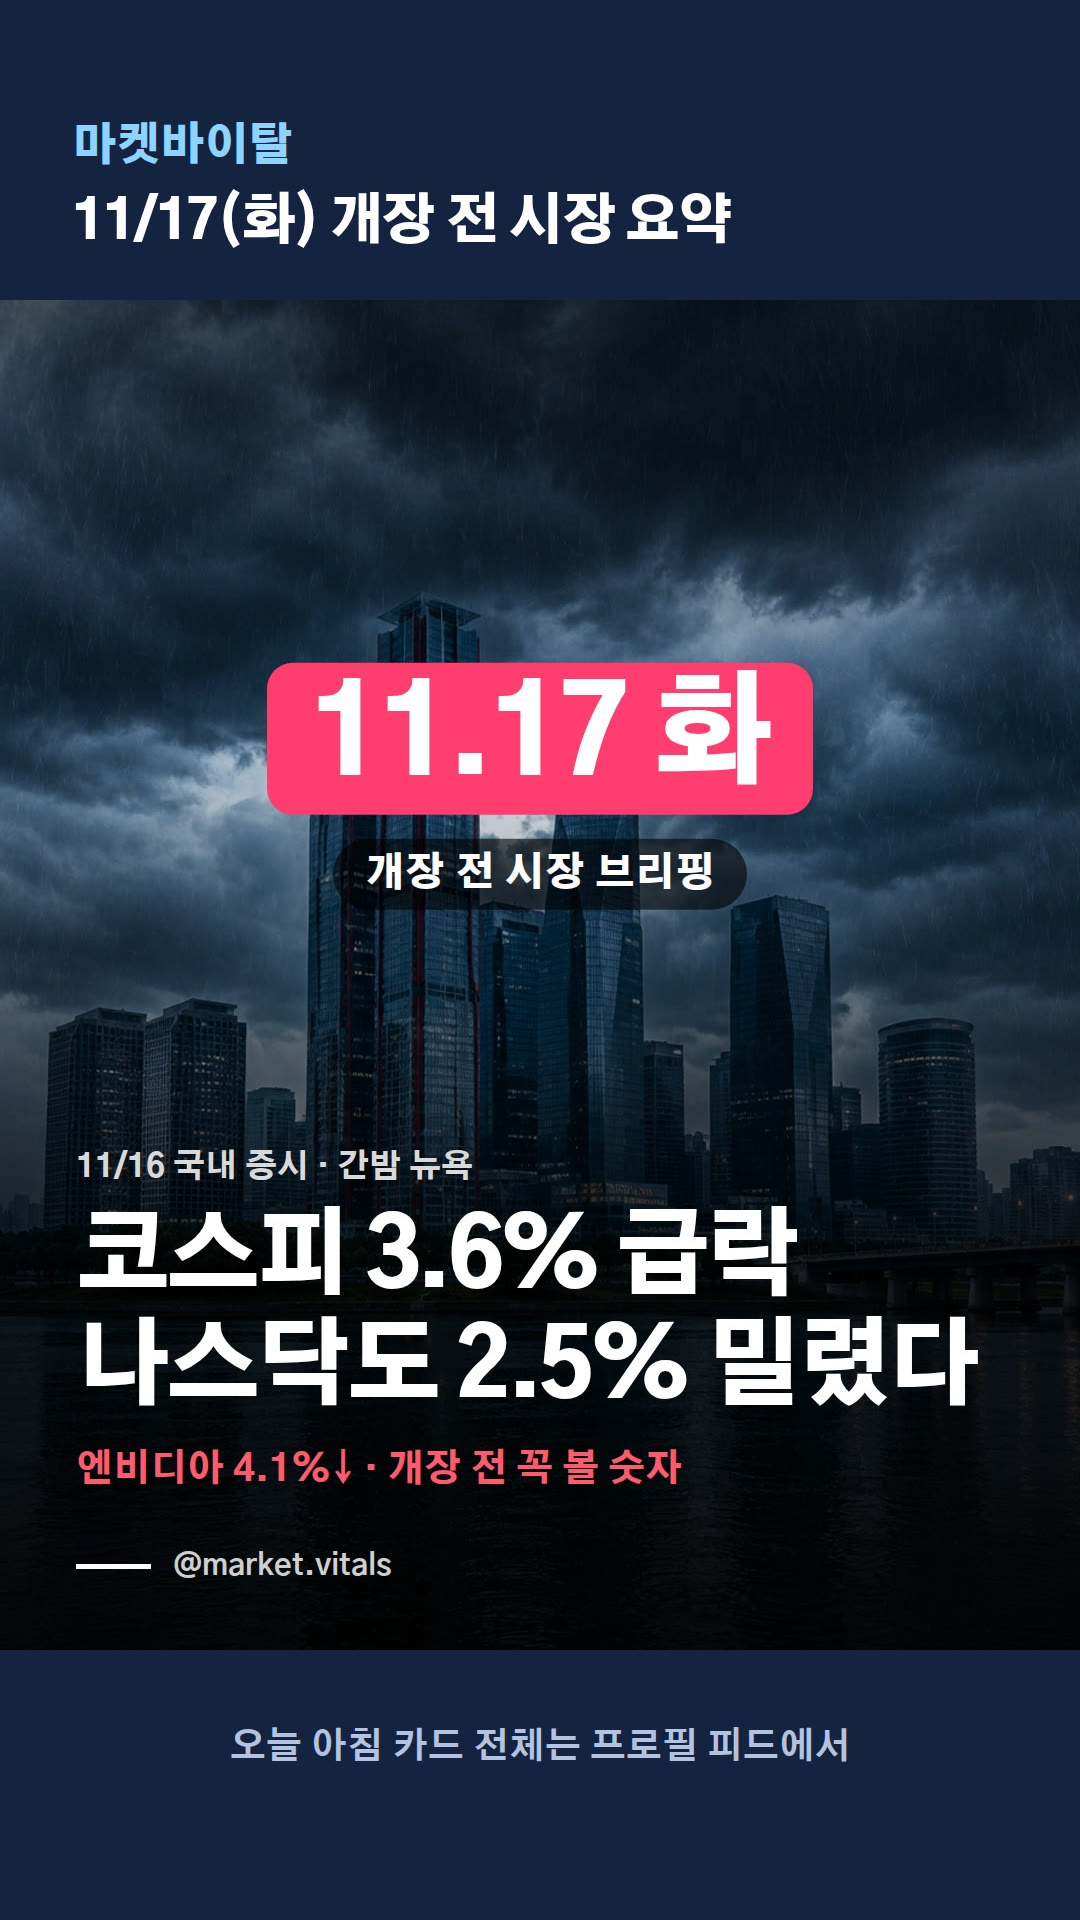 마켓바이탈
11/17(화) 개장 전 시장 요약
11.17 화
개장 전 시장 브리핑
11/16 국내 증시 · 간밤 뉴욕
코스피 3.6% 급락
나스닥도 2.5% 밀렸다
엔비디아 4.1%↓ · 개장 전 꼭 볼 숫자
@market.vitals
오늘 아침 카드 전체는 프로필 피드에서